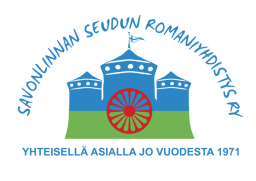 SAVONLINNAN SEUDUN ROMANIYHDISTYS RY
YHTEISELLÄ ASIALLA JO VUODESTA 1971